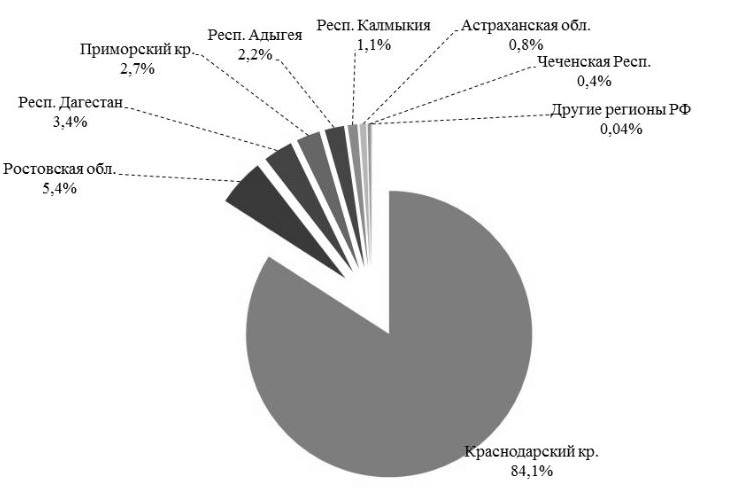 Респ. Калмыкия
1,1%
Астраханская обл.
0,8%
Респ. Адыгея
2,2%
Приморский кр.
2,7%
Чеченская Респ.
0,4%
Респ. Дагестан
3,4%
Другие регионы РФ
0,04%
Ростовская обл.
5,4%
Краснодарский кр.
84,1%